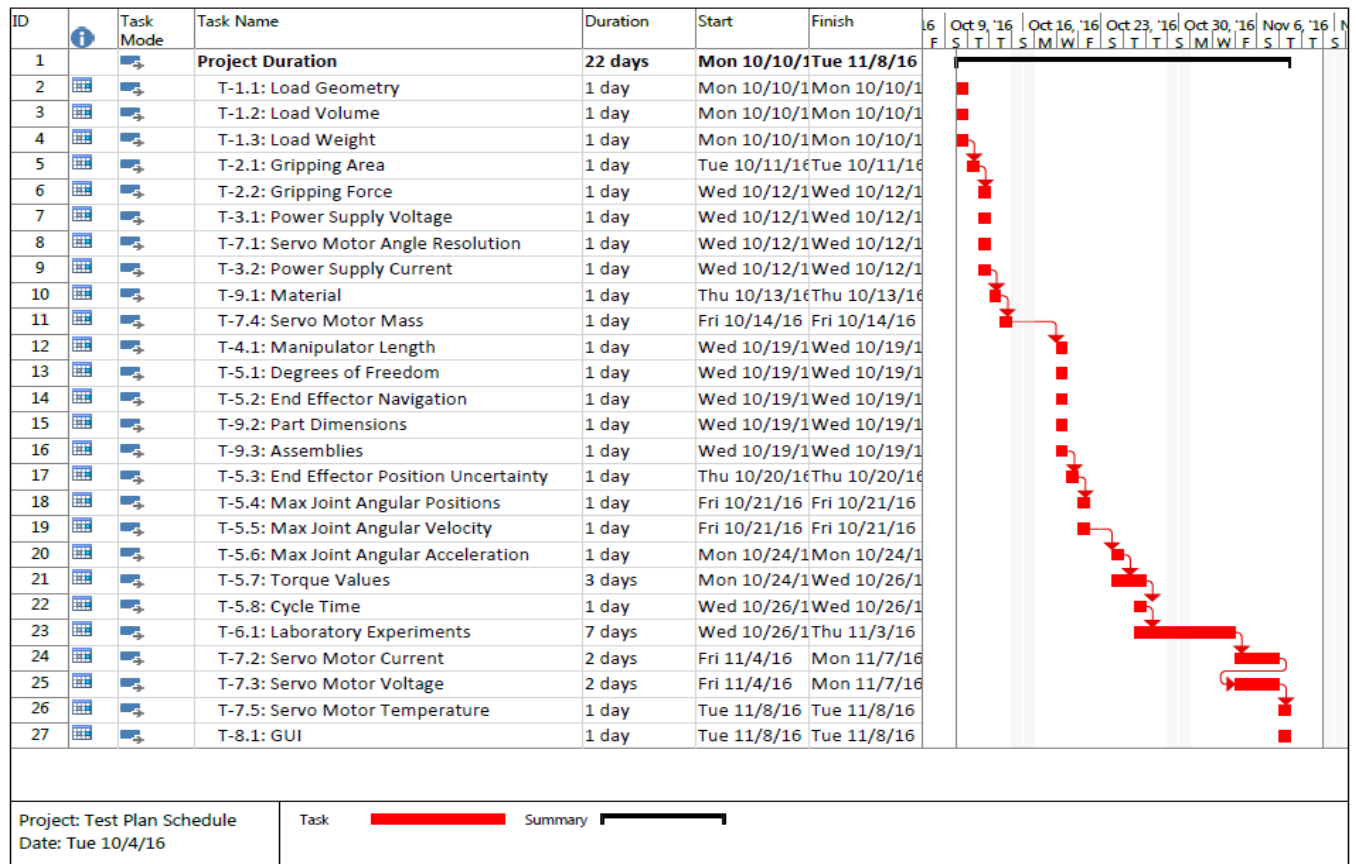 ID Task Mode Task Name Duration Start Finish
16 Oct 9, '16 Oct 16, '16 Oct 23, '16 Oct 30, '16 Nov 6, '16 N
F S T T S M W F S T T S M W F S T T S
1 Project Duration 22 days Mon 10/10/1 Tue 11/8/16
2 T-1.1: Load Geometry 1 day Mon 10/10/1 Mon 10/10/1
3 T-1.2: Load Volume 1 day Mon 10/10/1 Mon 10/10/1
4 T-1.3: Load Weight 1 day Mon 10/10/1 Mon 10/10/1
5 T-2.1: Gripping Area 1 day Tue 10/11/16 Tue 10/11/16
6 T-2.2: Gripping Force 1 day Wed 10/12/1 Wed 10/12/1
7 T-3.1: Power Supply Voltage 1 day Wed 10/12/1 Wed 10/12/1
8 T-7.1: Servo Motor Angle Resolution 1 day Wed 10/12/1 Wed 10/12/1
9 T-3.2: Power Supply Current 1 day Wed 10/12/1 Wed 10/12/1
10 T-9.1: Material 1 day Thu 10/13/16 Thu 10/13/16
11 T-7.4: Servo Motor Mass 1 day Fri 10/14/16 Fri 10/14/16
12 T-4.1: Manipulator Length 1 day Wed 10/19/1 Wed 10/19/1
13 T-5.1: Degrees of Freedom 1 day Wed 10/19/1 Wed 10/19/1
14 T-5.2: End Effector Navigation 1 day Wed 10/19/1 Wed 10/19/1
15 T-9.2: Part Dimensions 1 day Wed 10/19/1 Wed 10/19/1
16 T-9.3: Assemblies 1 day Wed 10/19/1 Wed 10/19/1
17 T-5.3: End Effector Position Uncertainty 1 day Thu 10/20/16 Thu 10/20/16
18 T-5.4: Max Joint Angular Positions 1 day Fri 10/21/16 Fri 10/21/16
19 T-5.5: Max Joint Angular Velocity 1 day Fri 10/21/16 Fri 10/21/16
20 T-5.6: Max Joint Angular Acceleration 1 day Mon 10/24/1 Mon 10/24/1
21 T-5.7: Torque Values 3 days Mon 10/24/1 Wed 10/26/1
22 T-5.8: Cycle Time 1 day Wed 10/26/1 Wed 10/26/1
23 T-6.1: Laboratory Experiments 7 days Wed 10/26/1 Thu 11/3/16
24 T-7.2: Servo Motor Current 2 days Fri 11/4/16 Mon 11/7/16
25 T-7.3: Servo Motor Voltage 2 days Fri 11/4/16 Mon 11/7/16
26 T-7.5: Servo Motor Temperature 1 day Tue 11/8/16 Tue 11/8/16
27 T-8.1: GUI 1 day Tue 11/8/16 Tue 11/8/16
Project: Test Plan Schedule
Date: Tue 10/4/16
Task Summary